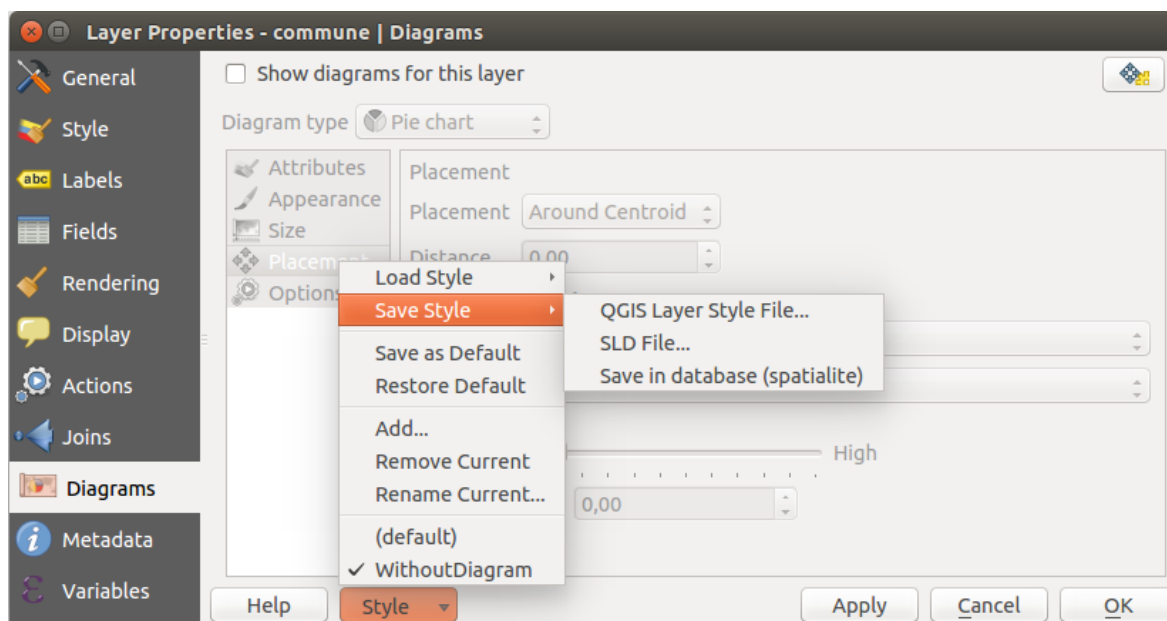 Layer Properties - commune | Diagrams
General
Style
abc Labels
Fields
Rendering
Display
Actions
Joins
Diagrams
Metadata
Variables
Show diagrams for this layer
Diagram type Pie chart
Attributes
Appearance
Size
Placement
Options
Placement
Placement Around Centroid
Distance 0,00
High
0,00
Load Style
Save Style
Save as Default
Restore Default
Add...
Remove Current
Rename Current...
(default)
WithoutDiagram
QGIS Layer Style File...
SLD File...
Save in database (spatialite)
Help
Style
Apply
Cancel
OK